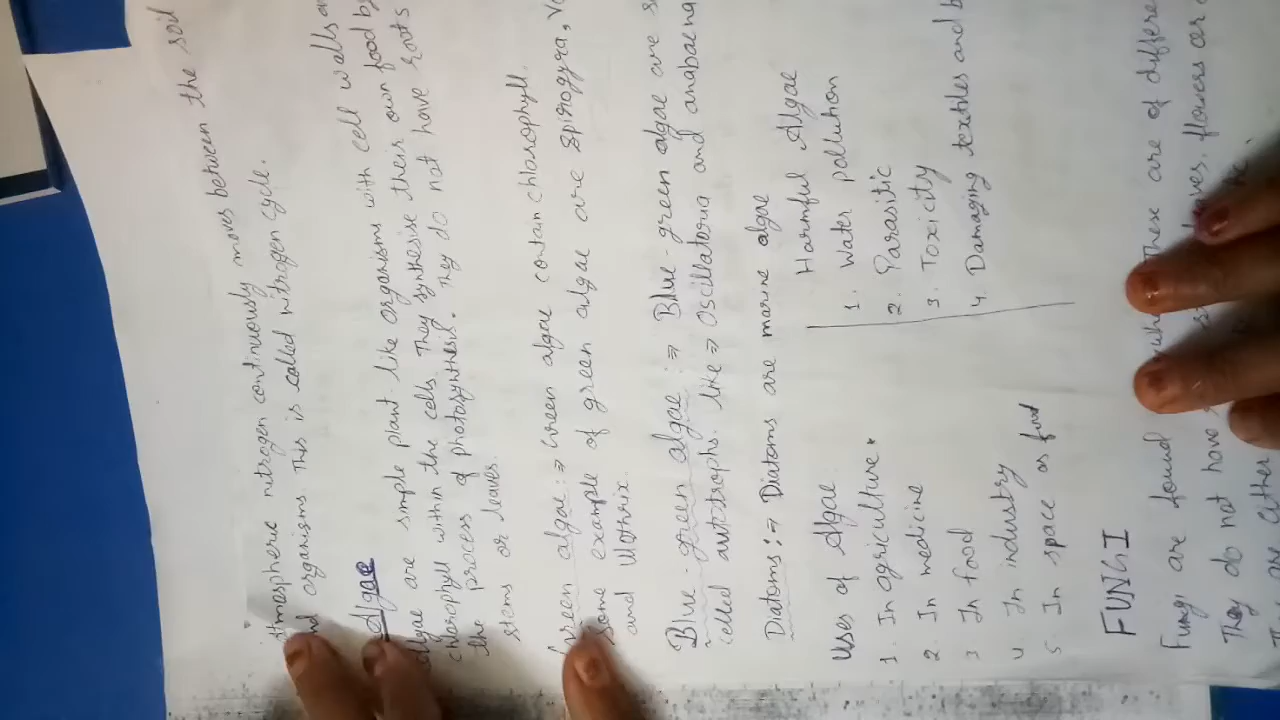 atmospheric nitrogen continuously moves between the soil
and organisms This is called nitrogen cycle.
Algae
Algae are simple plant like organisms with cell walls
chlorophyll within the cells. They synthesise their own food
the process of photosynthesis. They do not have roots
stems or leaves
Green algae :⇒ Green algae contain chlorophyll.
Some example of green algae are spirogyra,
and Ulothrix.
Blue-green algae :⇒ Blue-green algae are
called autotrophs. like ⇒ Oscillatoria and anabaena
Diatoms :⇒ Diatoms are marine algae
Uses of Algae
1. In agriculture.
2 In medicine
3 In food
4 In industry
5 In space as food
Harmful Algae
1. Water pollution
2. Parasitic
3. Toxicity
4. Damaging textiles and
FUNGI
Fungi are found These are of
They do not have flowers or
are either